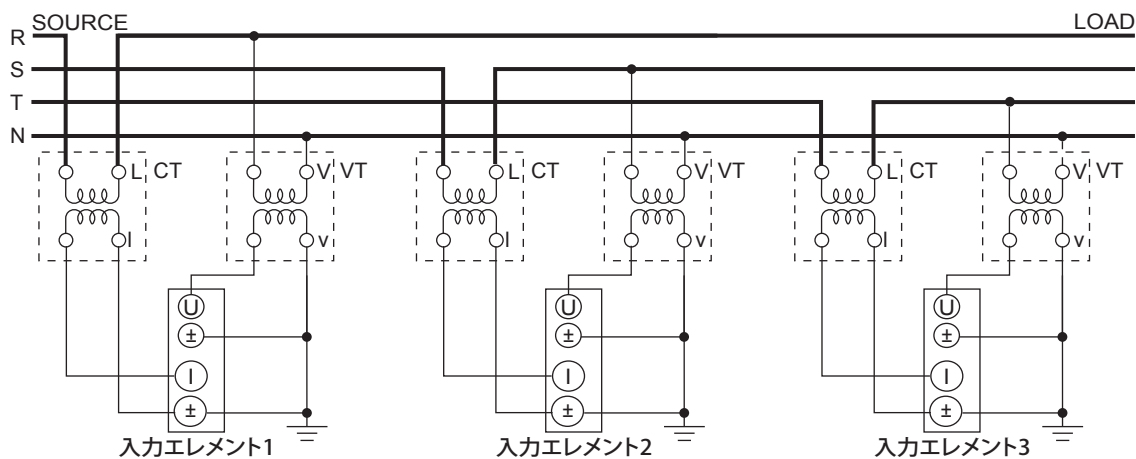 SOURCE LOAD
R
S
T
N
L CT V VT L CT V VT L CT V VT
l v l v l v
U U U
± ± ±
I I I
± ± ±
入力エレメント1 入力エレメント2 入力エレメント3